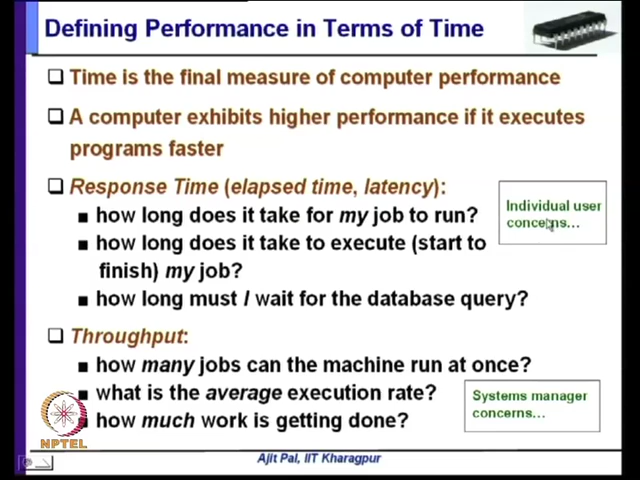 Defining Performance in Terms of Time
Time is the final measure of computer performance
A computer exhibits higher performance if it executes
programs faster
Response Time (elapsed time, latency):
how long does it take for my job to run?
how long does it take to execute (start to
finish) my job?
how long must I wait for the database query?
Individual user
concerns...
Throughput:
how many jobs can the machine run at once?
what is the average execution rate?
how much work is getting done?
Systems manager
concerns...
NPTEL
Ajit Pal, IIT Kharagpur